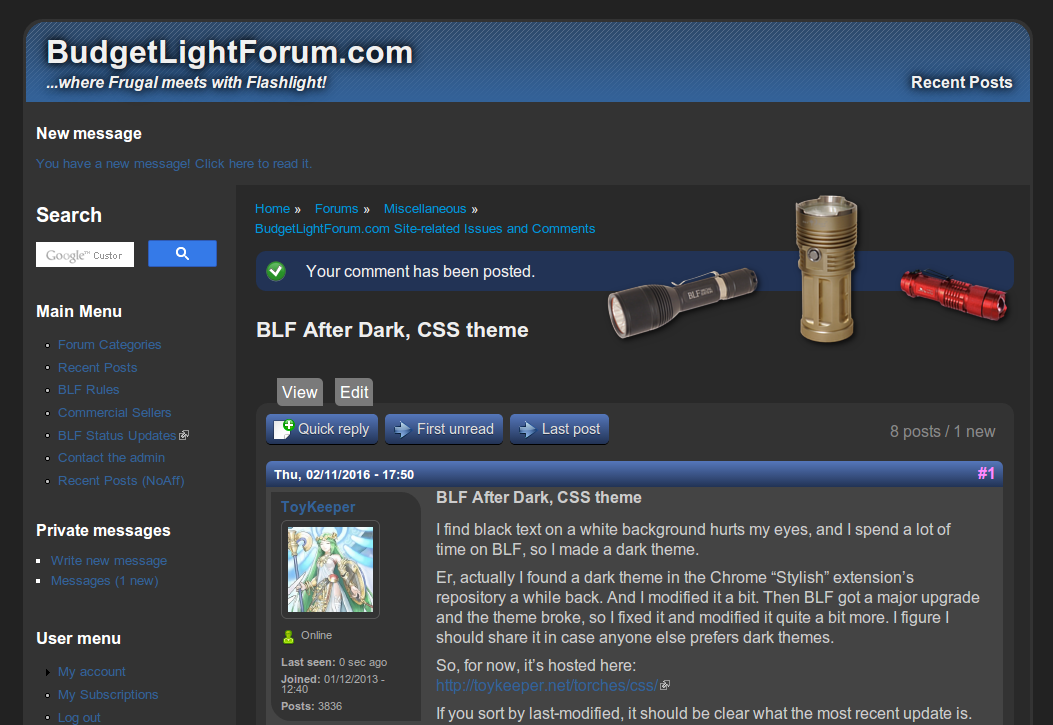 BudgetLightForum.com
...where Frugal meets with Flashlight!
Recent Posts
New message
You have a new message! Click here to read it.
Search
Google™ Custor
Main Menu
Forum Categories
Recent Posts
BLF Rules
Commercial Sellers
BLF Status Updates
Contact the admin
Recent Posts (NoAff)
Private messages
Write new message
Messages (1 new)
User menu
My account
My Subscriptions
Log out
Home » Forums » Miscellaneous »
BudgetLightForum.com Site-related Issues and Comments
Your comment has been posted.
BLF
BLF After Dark, CSS theme
View Edit
Quick reply First unread Last post
8 posts / 1 new
Thu, 02/11/2016 - 17:50 #1
ToyKeeper
Online
Last seen: 0 sec ago
Joined: 01/12/2013 -
12:40
Posts: 3836
BLF After Dark, CSS theme
I find black text on a white background hurts my eyes, and I spend a lot of
time on BLF, so I made a dark theme.
Er, actually I found a dark theme in the Chrome “Stylish” extension’s
repository a while back. And I modified it a bit. Then BLF got a major upgrade
and the theme broke, so I fixed it and modified it quite a bit more. I figure I
should share it in case anyone else prefers dark themes.
So, for now, it’s hosted here:
http://toykeeper.net/torches/css/
If you sort by last-modified, it should be clear what the most recent update is.